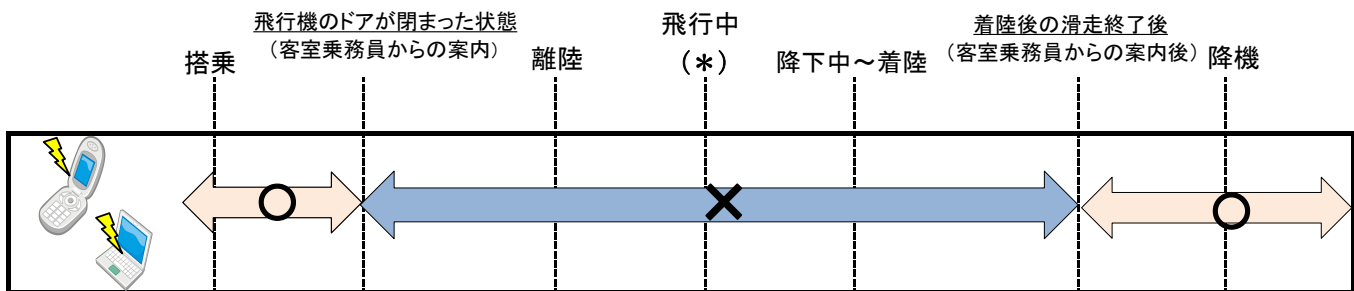 搭乗
飛行機のドアが閉まった状態
(客室乗務員からの案内)
離陸
飛行中
(＊)
降下中～着陸
着陸後の滑走終了後
(客室乗務員からの案内後)
降機
○
×
○